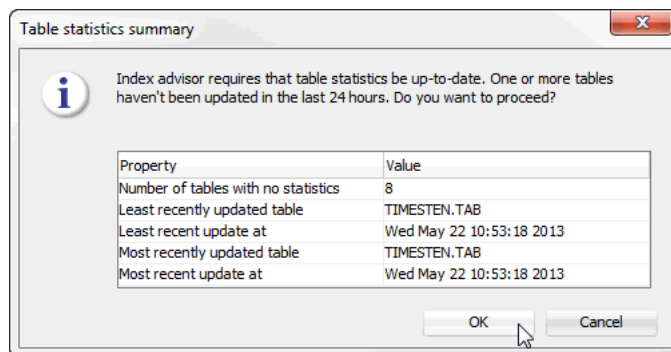 Table statistics summary
Index advisor requires that table statistics be up-to-date. One or more tables
haven't been updated in the last 24 hours. Do you want to proceed?
Property Value
Number of tables with no statistics 8
Least recently updated table TIMESTEN.TAB
Least recent update at Wed May 22 10:53:18 2013
Most recently updated table TIMESTEN.TAB
Most recent update at Wed May 22 10:53:18 2013
OK Cancel